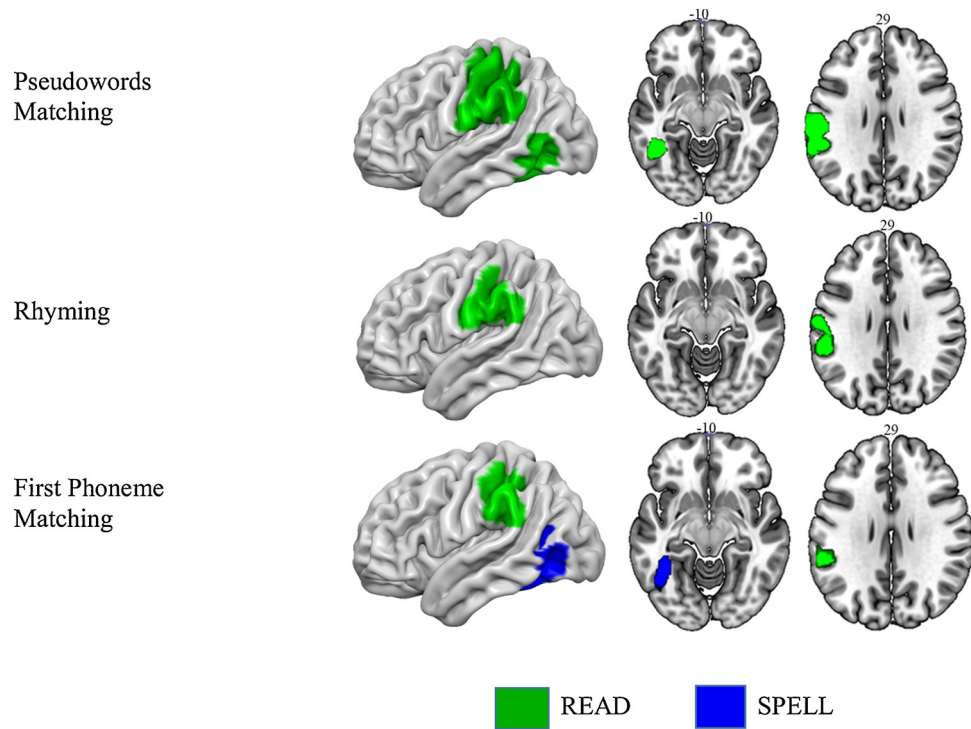 -10
29
Pseudowords
Matching
-10
29
Rhyming
-10
29
First Phoneme
Matching
READ
SPELL